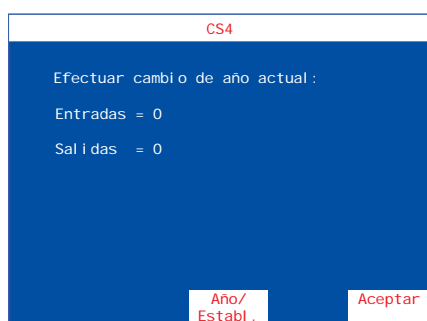 CS4
Efectuar cambio de año actual:
Entradas = 0
Salidas = 0
Año/
Establ.
Aceptar